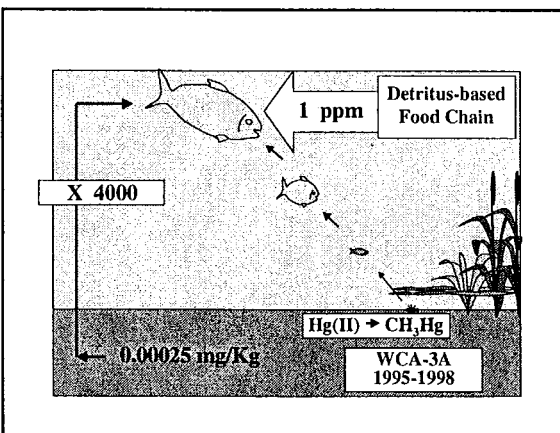 1 ppm
Detritus-based
Food Chain
X 4000
Hg(II) → CH₃Hg
0.00025 mg/Kg
WCA-3A
1995-1998